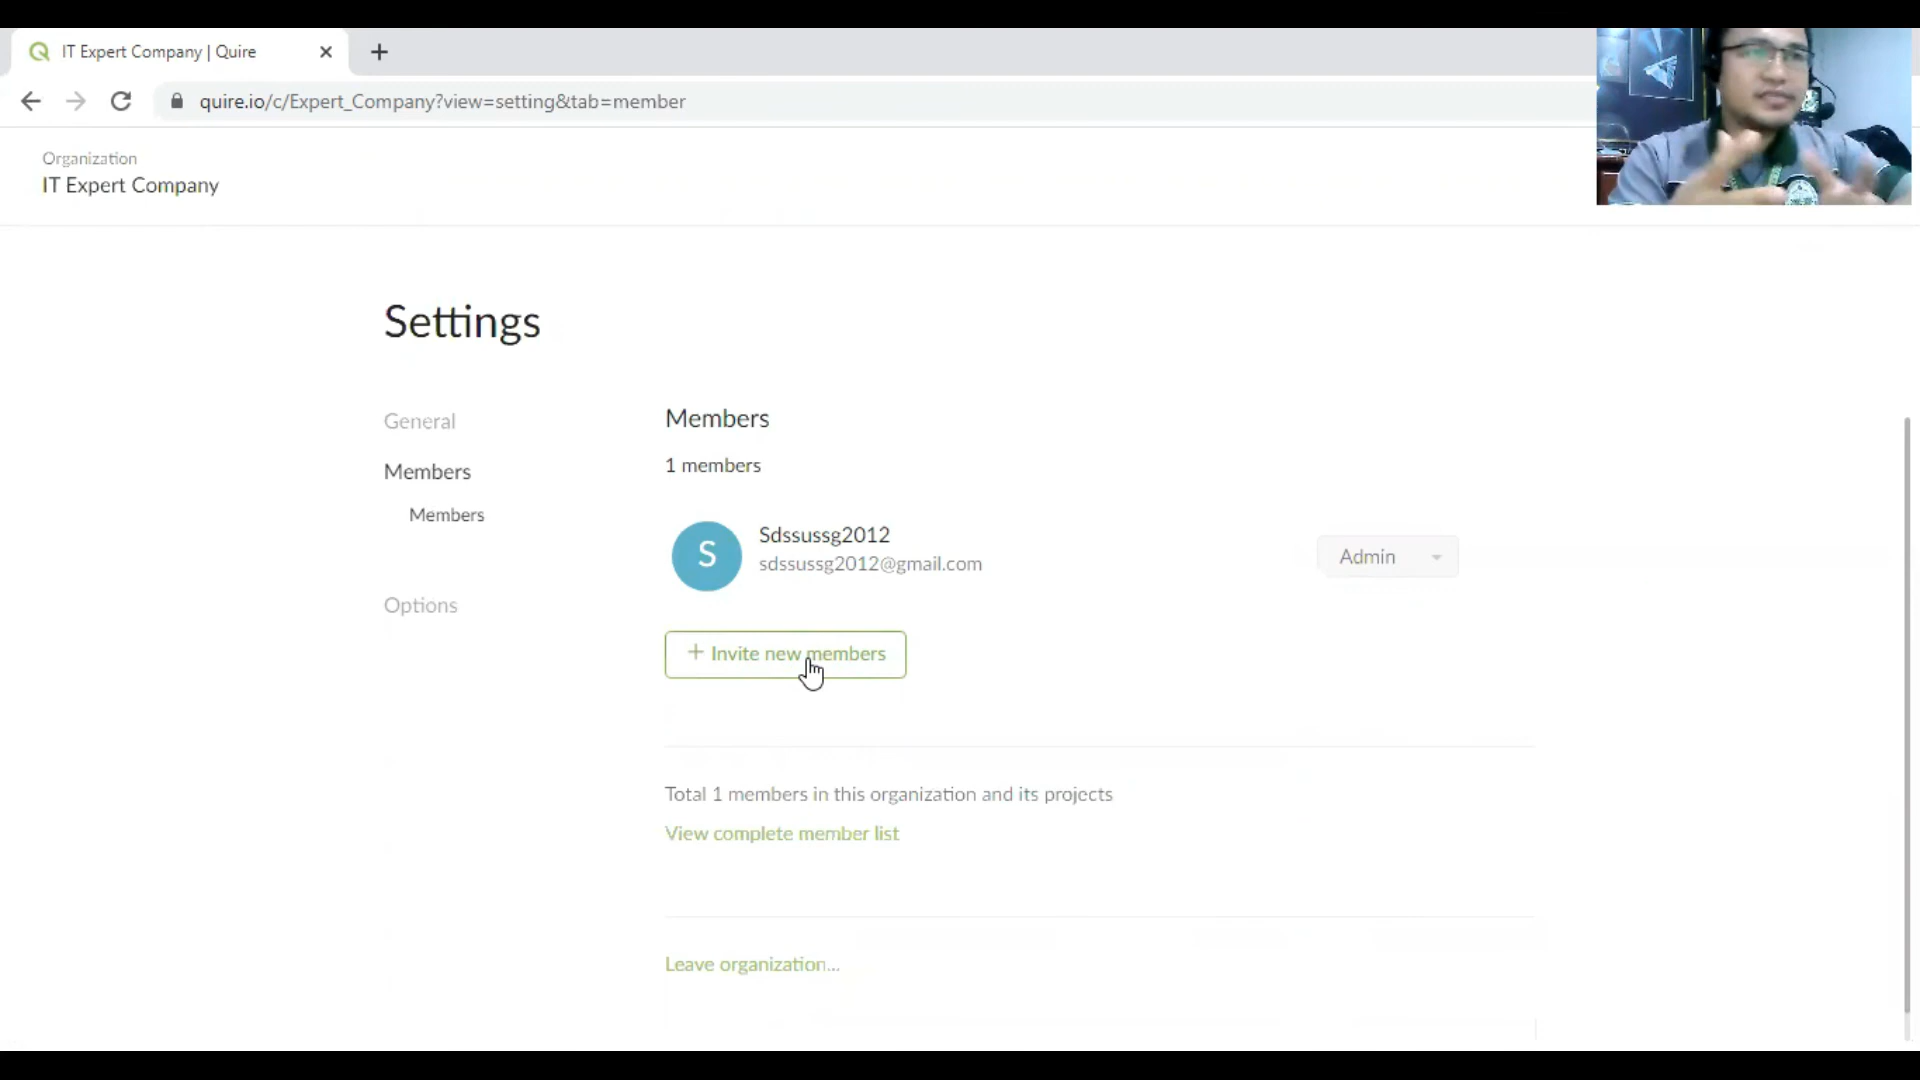 IT Expert Company | Quire
quire.io/c/Expert_Company?view=setting&tab=member
Organization
IT Expert Company
Settings
General
Members
Members
Options
Members
1 members
S
Sdssussg2012
sdssussg2012@gmail.com
Admin
+ Invite new members
Total 1 members in this organization and its projects
View complete member list
Leave organization...